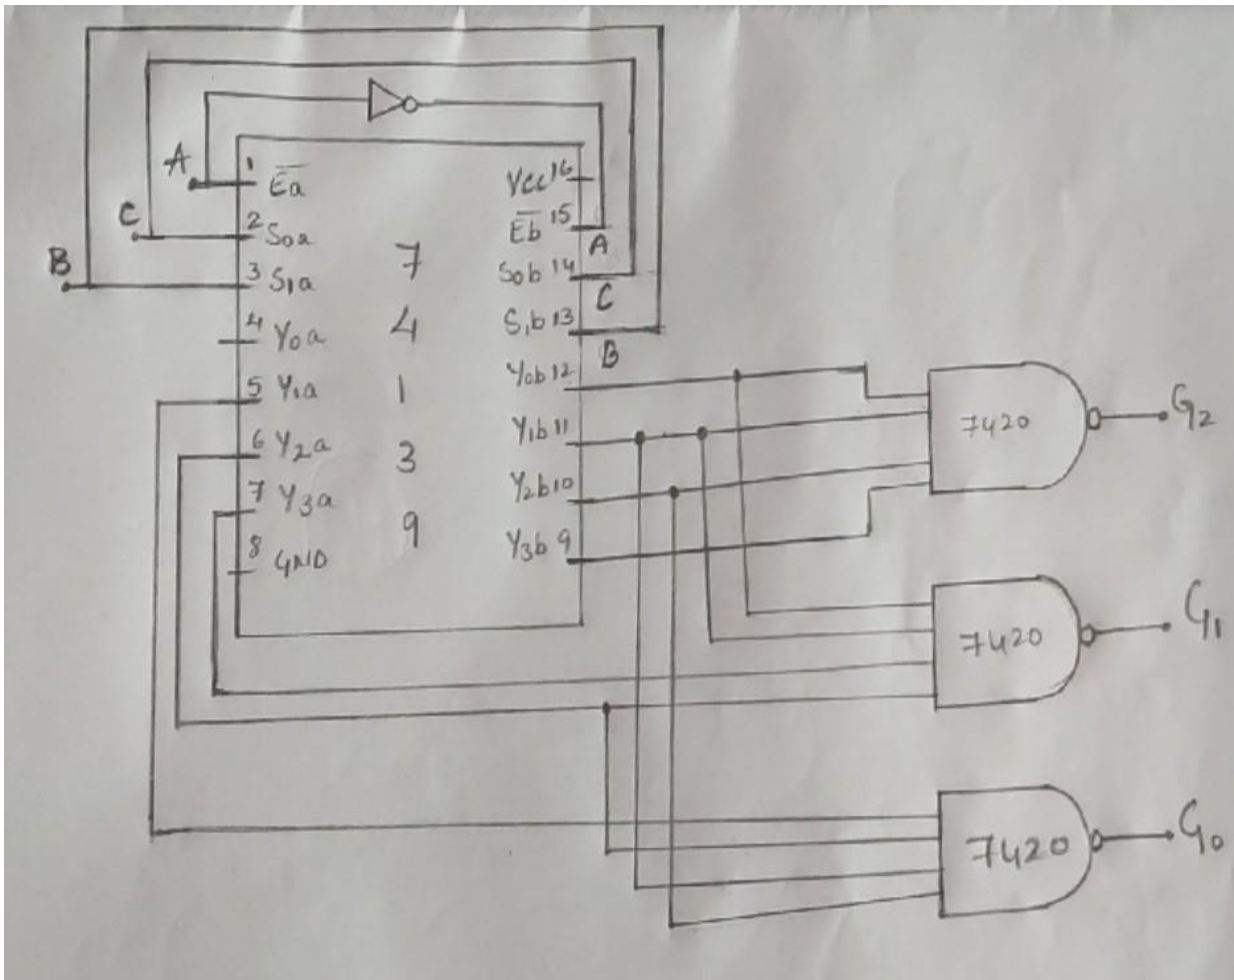 A 1 Ea
C 2 S0a
B 3 S1a
4 Y0a
5 Y1a
6 Y2a
7 Y3a
8 GND
7
4
1
3
9
Vcc 16
Eb 15
A
S0b 14
C
S1b 13
B
Y0b 12
Y1b 11
Y2b 10
Y3b 9
7420 G2
7420 G1
7420 G0